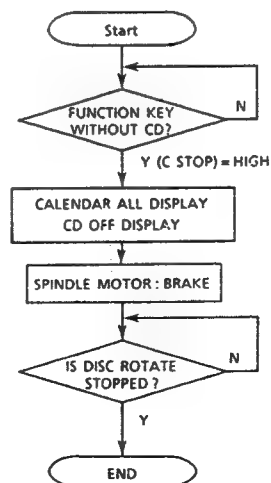 Start
N
FUNCTION KEY
WITHOUT CD?
Y (C STOP) = HIGH
CALENDAR ALL DISPLAY
CD OFF DISPLAY
SPINDLE MOTOR : BRAKE
N
IS DISC ROTATE
STOPPED ?
Y
END